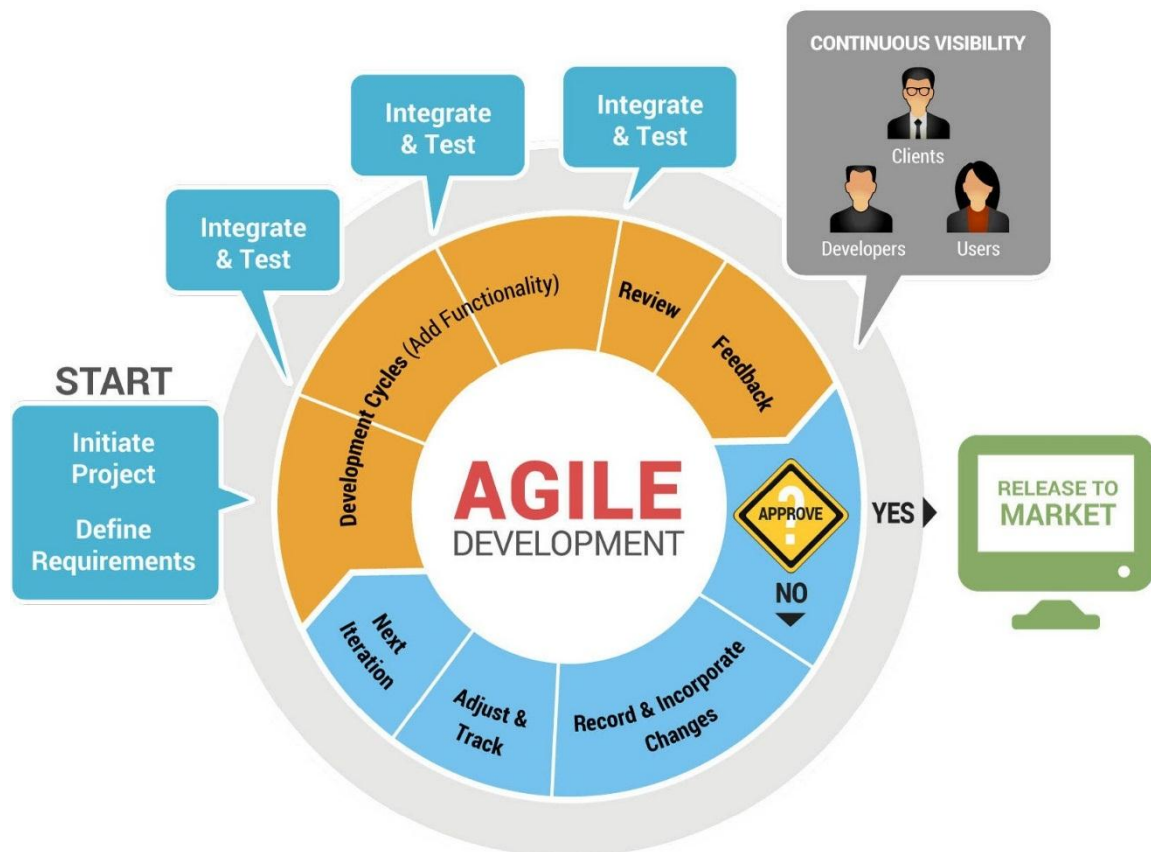 START
Initiate
Project
Define
Requirements
Integrate
& Test
Integrate
& Test
Integrate
& Test
CONTINUOUS VISIBILITY
Clients
Developers
Users
Development Cycles (Add Functionality)
Review
Feedback
AGILE
DEVELOPMENT
?
APPROVE
YES
NO
RELEASE TO
MARKET
Record & Incorporate
Changes
Adjust &
Track
Next
Iteration